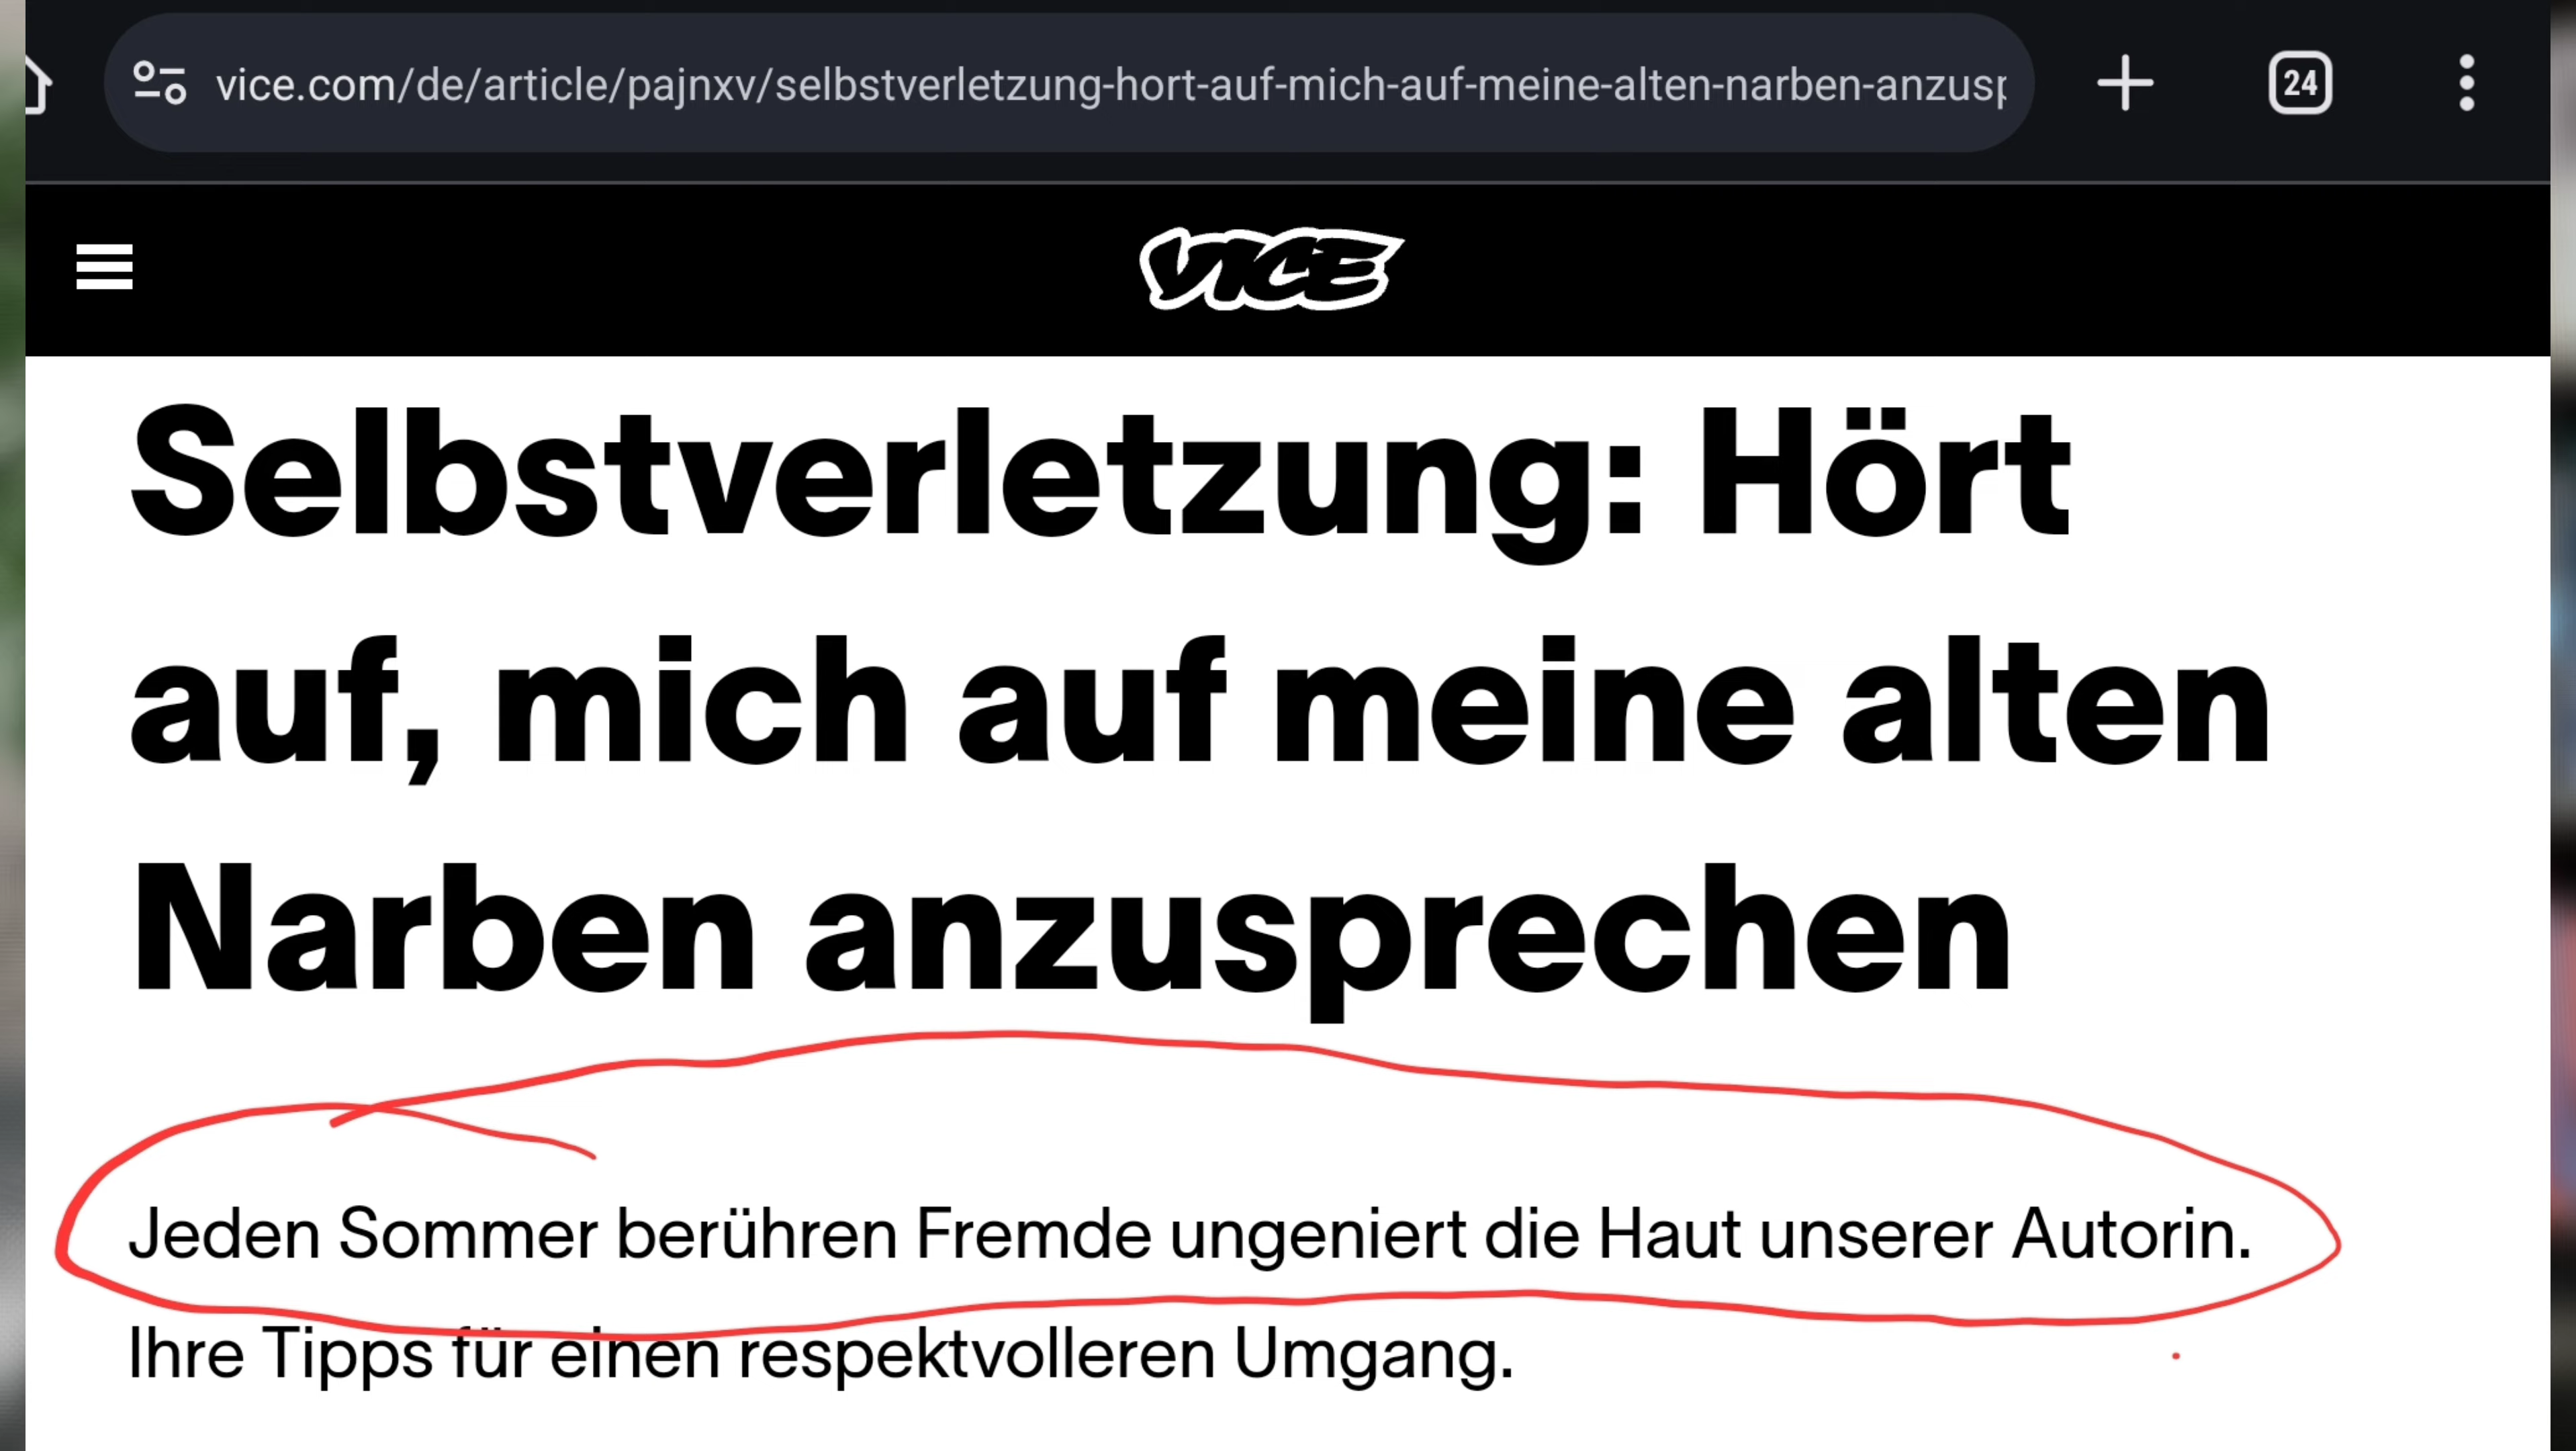 vice.com/de/article/pajnxv/selbstverletzung-hort-auf-mich-auf-meine-alten-narben-anzusp
24
VICE
Selbstverletzung: Hört
auf, mich auf meine alten
Narben anzusprechen
Jeden Sommer berühren Fremde ungeniert die Haut unserer Autorin.
Ihre Tipps für einen respektvolleren Umgang.